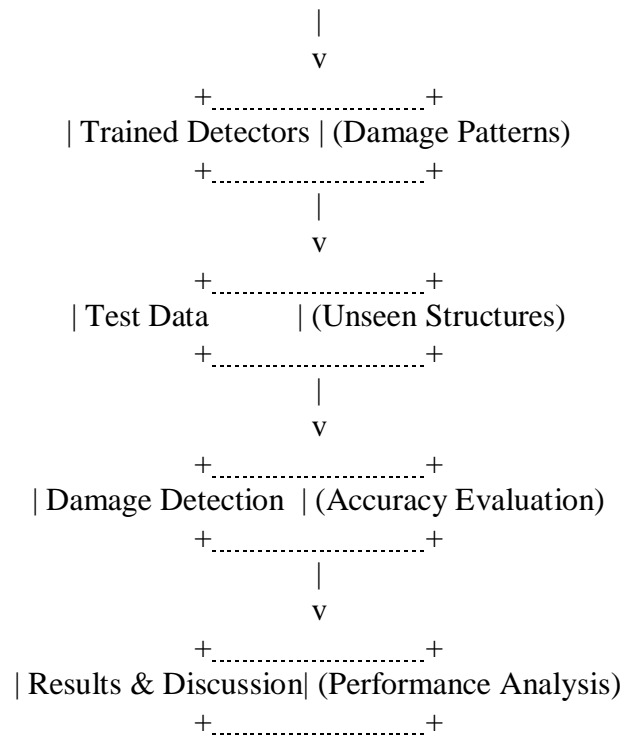 |
v
+----------------------+
| Trained Detectors | (Damage Patterns)
+----------------------+
|
v
+----------------------+
| Test Data | (Unseen Structures)
+----------------------+
|
v
+----------------------+
| Damage Detection | (Accuracy Evaluation)
+----------------------+
|
v
+----------------------+
| Results & Discussion| (Performance Analysis)
+----------------------+